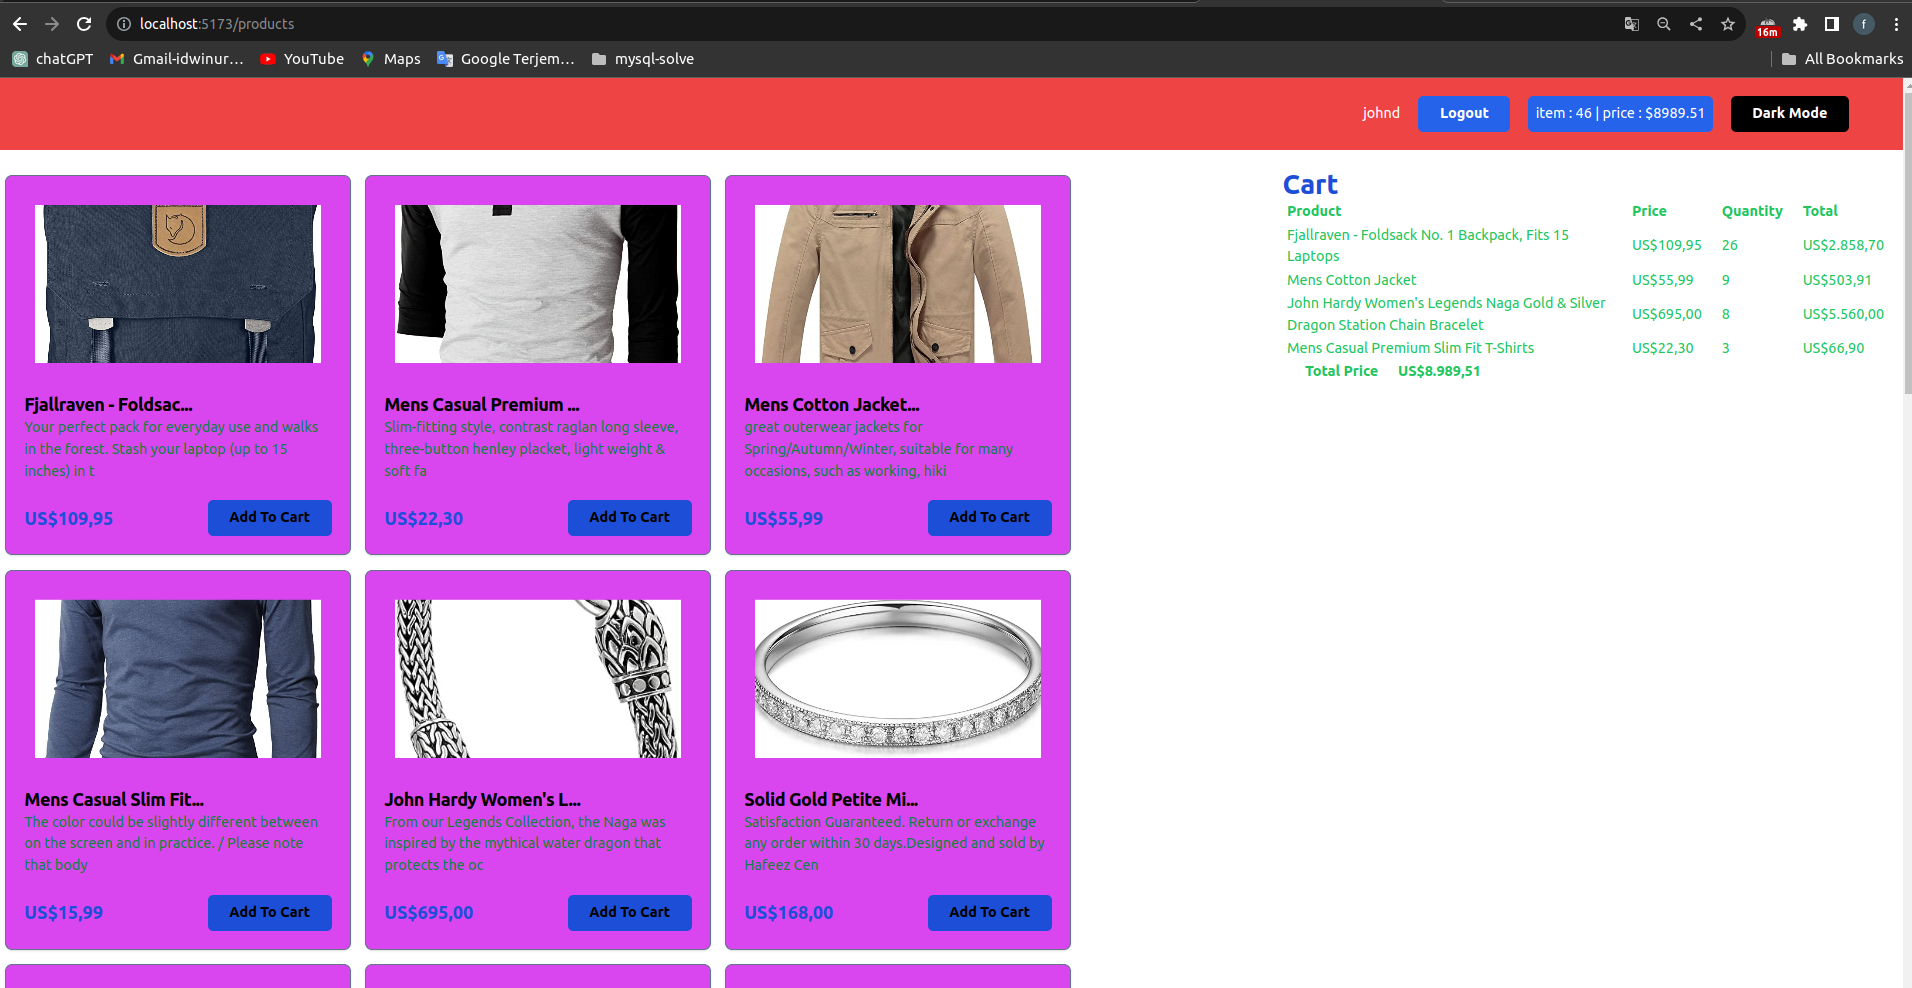 localhost:5173/products
16m
f
chatGPT
Gmail-idwinur...
YouTube
Maps
Google Terjem...
mysql-solve
All Bookmarks
johnd
Logout
item : 46 | price : $8989.51
Dark Mode
Fjallraven - Foldsac...
Your perfect pack for everyday use and walks
in the forest. Stash your laptop (up to 15
inches) in t
US$109,95
Add To Cart
Mens Casual Premium ...
Slim-fitting style, contrast raglan long sleeve,
three-button henley placket, light weight &
soft fa
US$22,30
Add To Cart
Mens Cotton Jacket...
great outerwear jackets for
Spring/Autumn/Winter, suitable for many
occasions, such as working, hiki
US$55,99
Add To Cart
Mens Casual Slim Fit...
The color could be slightly different between
on the screen and in practice. / Please note
that body
US$15,99
Add To Cart
John Hardy Women's L...
From our Legends Collection, the Naga was
inspired by the mythical water dragon that
protects the oc
US$695,00
Add To Cart
Solid Gold Petite Mi...
Satisfaction Guaranteed. Return or exchange
any order within 30 days.Designed and sold by
Hafeez Cen
US$168,00
Add To Cart
Cart
Product Price Quantity Total
Fjallraven - Foldsack No. 1 Backpack, Fits 15
Laptops
US$109,95 26 US$2.858,70
Mens Cotton Jacket US$55,99 9 US$503,91
John Hardy Women's Legends Naga Gold & Silver
Dragon Station Chain Bracelet
US$695,00 8 US$5.560,00
Mens Casual Premium Slim Fit T-Shirts US$22,30 3 US$66,90
Total Price US$8.989,51